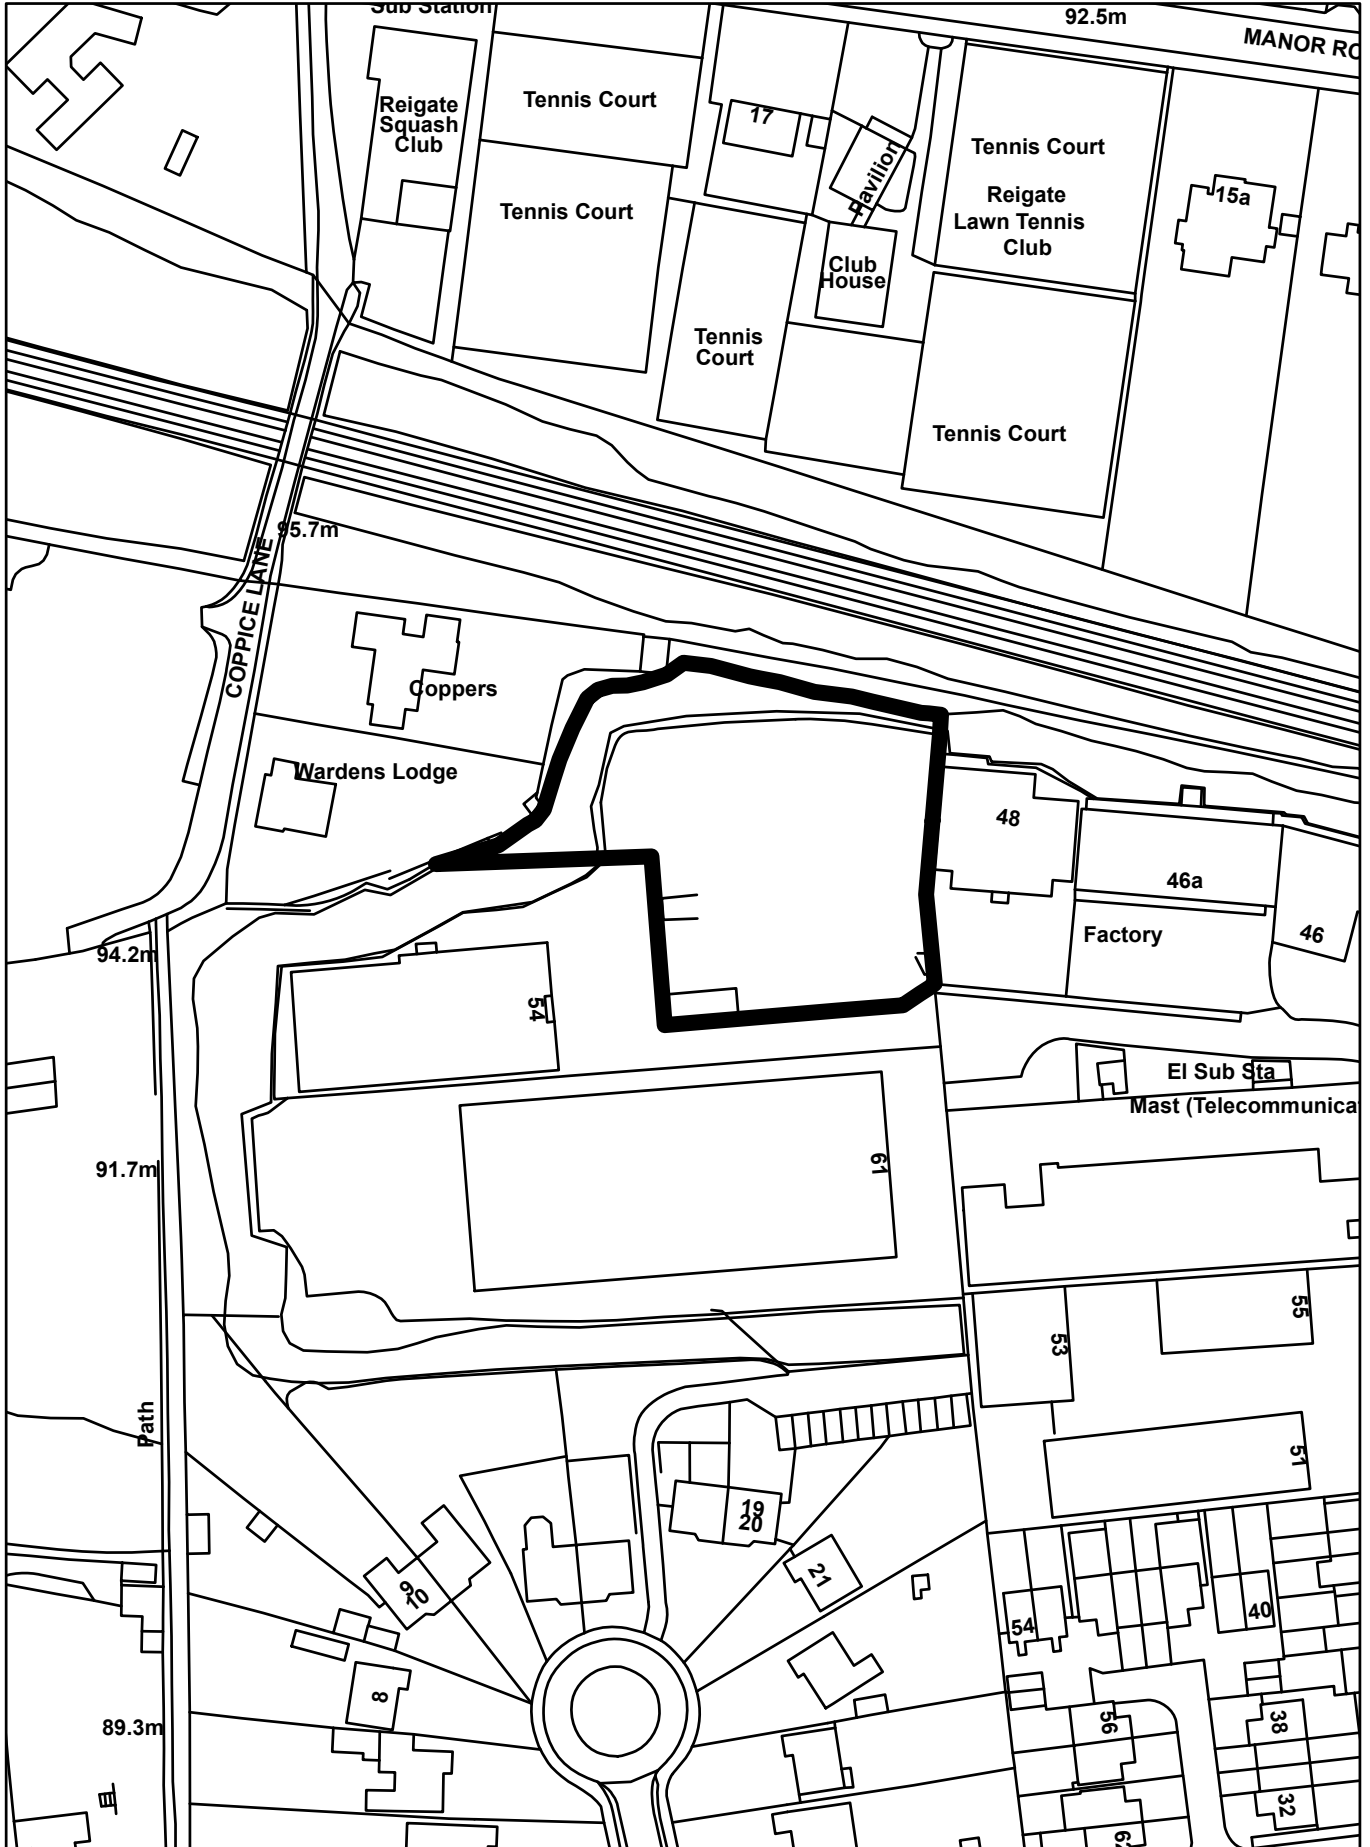 Sub Station
92.5m
MANOR RO
Reigate
Squash
Club
Tennis Court
17
Pavilion
Tennis Court
Reigate
Lawn Tennis
Club
15a
Tennis Court
Club
House
Tennis
Court
Tennis Court
95.7m
COPPICE LANE
Coppers
Wardens Lodge
48
46a
Factory
46
94.2m
54
El Sub Sta
Mast (Telecommunica
91.7m
61
55
53
Path
51
19
20
9
10
21
54
40
8
56
38
89.3m
32